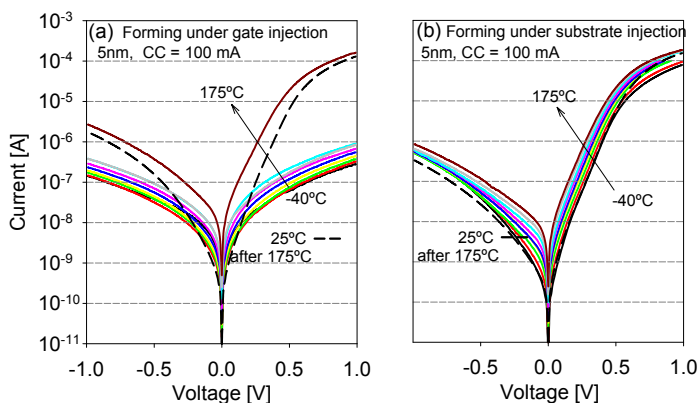 (a) Forming under gate injection
5nm, CC = 100 mA
175ºC
-40ºC
25ºC
after 175ºC
Current [A]
10-3
10-4
10-5
10-6
10-7
10-8
10-9
10-10
10-11
-1.0 -0.5 0.0 0.5 1.0
Voltage [V]
(b) Forming under substrate injection
5nm, CC = 100 mA
175ºC
-40ºC
25ºC
after 175ºC
-0.5 0.0 0.5 1.0
Voltage [V]